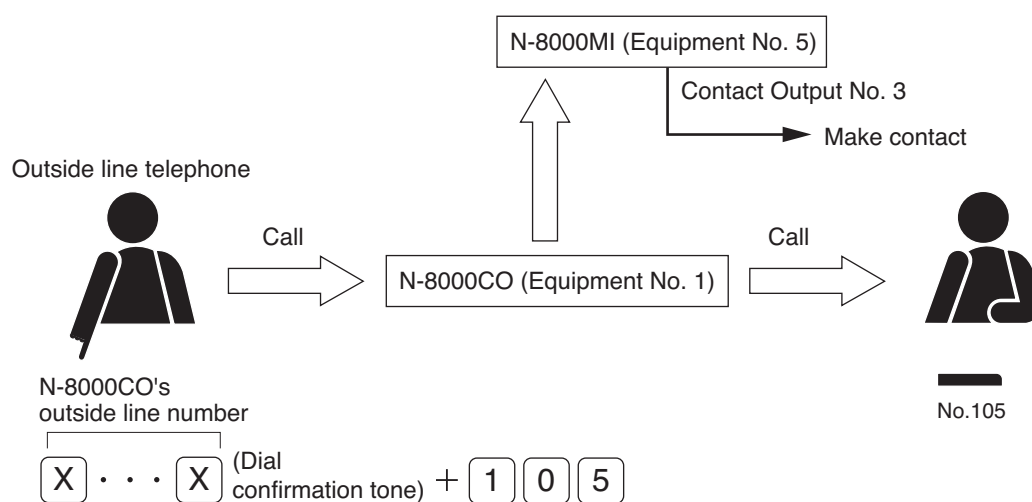 N-8000MI (Equipment No. 5)
Contact Output No. 3
Make contact
Outside line telephone
Call
N-8000CO (Equipment No. 1)
Call
N-8000CO's
outside line number
No.105
X · · · X (Dial
confirmation tone) + 1 0 5